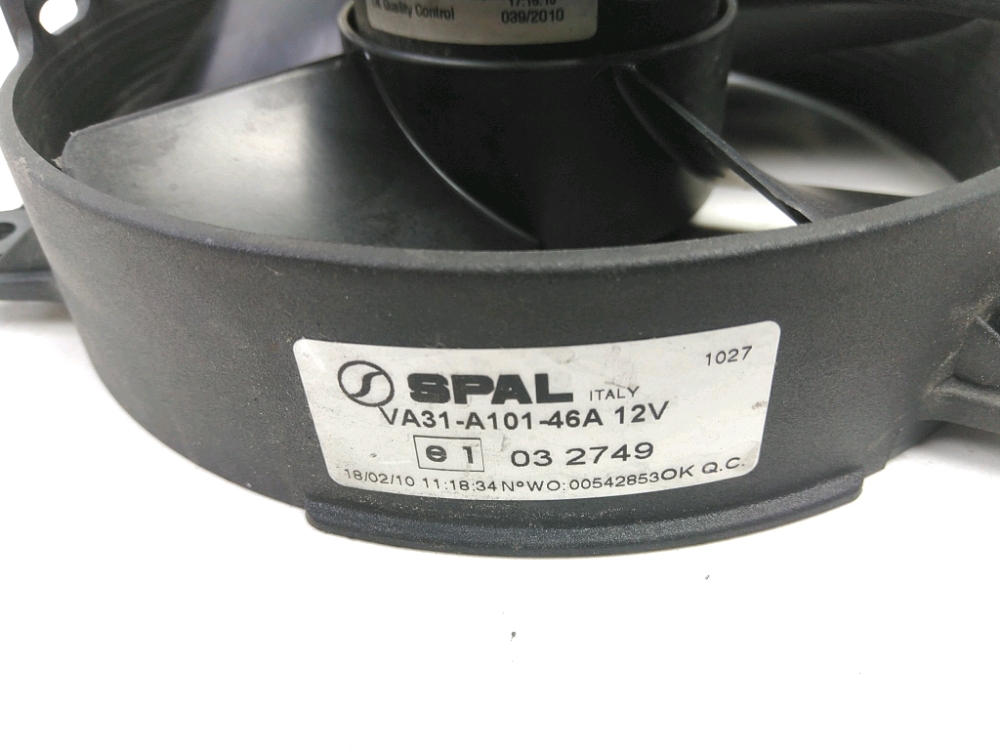 Quality Control
039/2010
1027
SPAL ITALY
VA31-A101-46A 12V
e1 03 2749
18/02/10 11:18:34 N°WO:00542853OK Q.C.